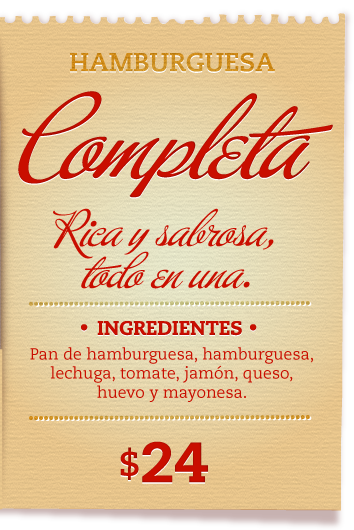 HAMBURGUESA
Completa
Rica y sabrosa,
todo en una.
• INGREDIENTES •
Pan de hamburguesa, hamburguesa,
lechuga, tomate, jamón, queso,
huevo y mayonesa.
$24